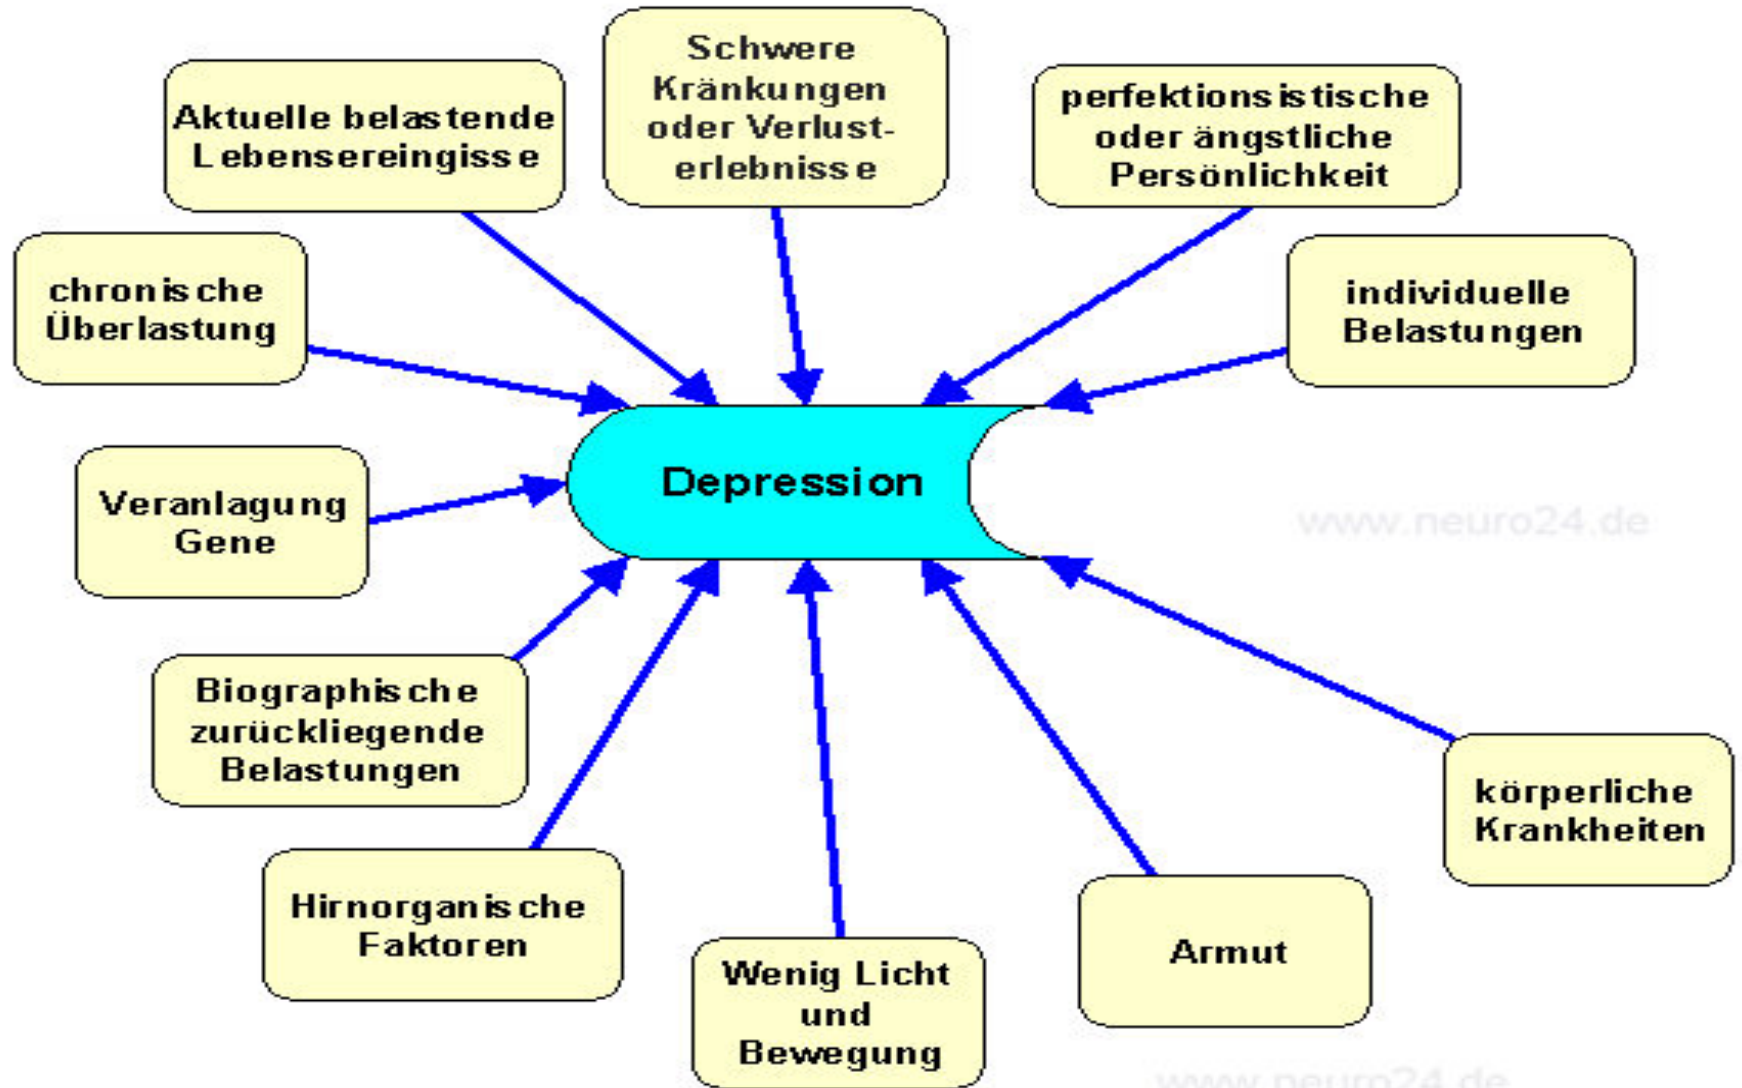 Schwere
Kränkungen
oder Verlust-
erlebnisse
Aktuelle belastende
Lebensereingisse
perfektionsistische
oder ängstliche
Persönlichkeit
chronische
Überlastung
individuelle
Belastungen
Depression
Veranlagung
Gene
www.neuro24.de
Biographische
zurückliegende
Belastungen
körperliche
Krankheiten
Hirnorganische
Faktoren
Armut
Wenig Licht
und
Bewegung
www.neuro24.de